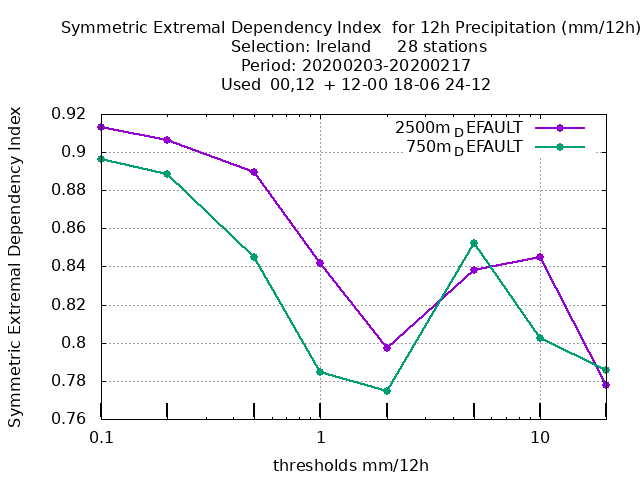 Symmetric Extremal Dependency Index  for 12h Precipitation (mm/12h)
Selection: Ireland     28 stations
Period: 20200203-20200217
Used  00,12  + 12-00 18-06 24-12
Symmetric Extremal Dependency Index
0.92
0.9
0.88
0.86
0.84
0.82
0.8
0.78
0.76
2500m_DEFAULT
750m_DEFAULT
0.1 1 10
thresholds mm/12h